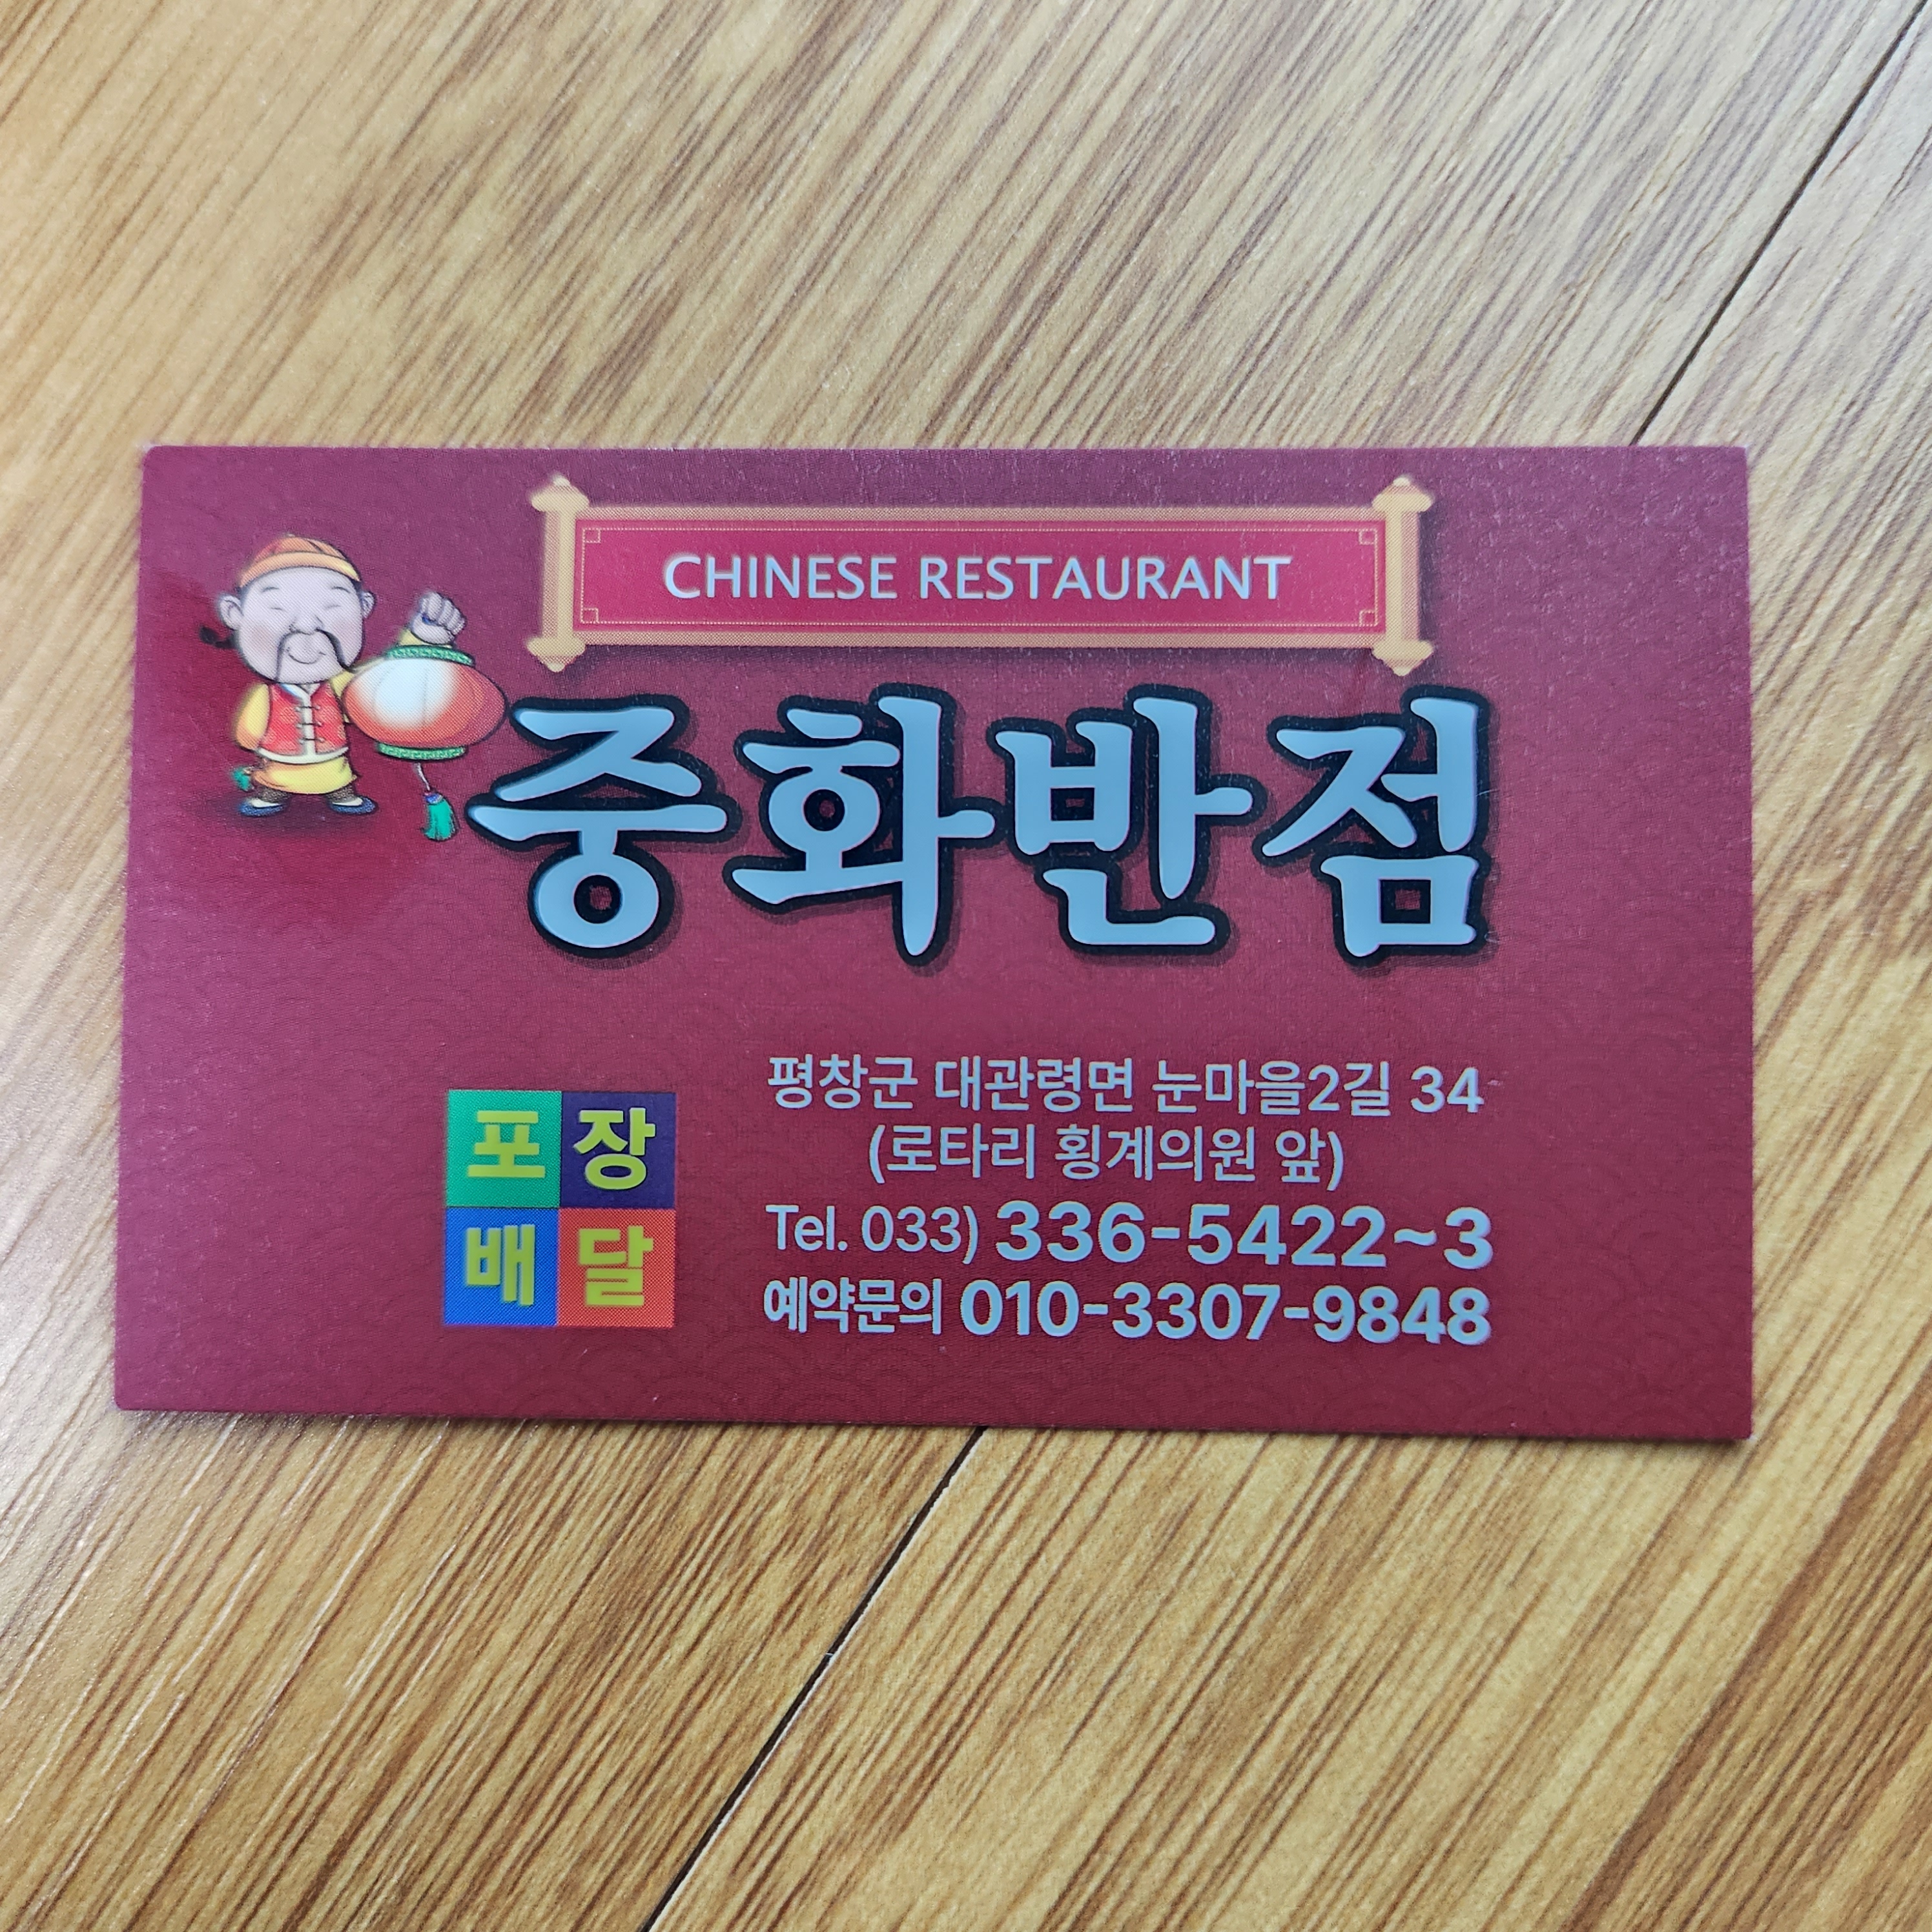 CHINESE RESTAURANT
중화반점
포장
배달
평창군 대관령면 눈마을2길 34
(로타리 횡계의원 앞)
Tel. 033) 336-5422~3
예약문의 010-3307-9848